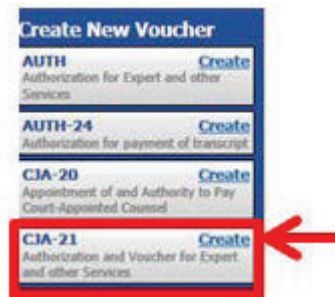 Create New Voucher
AUTH Create
Authorization for Expert and other
Services
AUTH-24 Create
Authorization for payment of transcript
CJA-20 Create
Appointment of and Authority to Pay
Court-Appointed Counsel
CJA-21 Create
Authorization and Voucher for Expert
and other Services